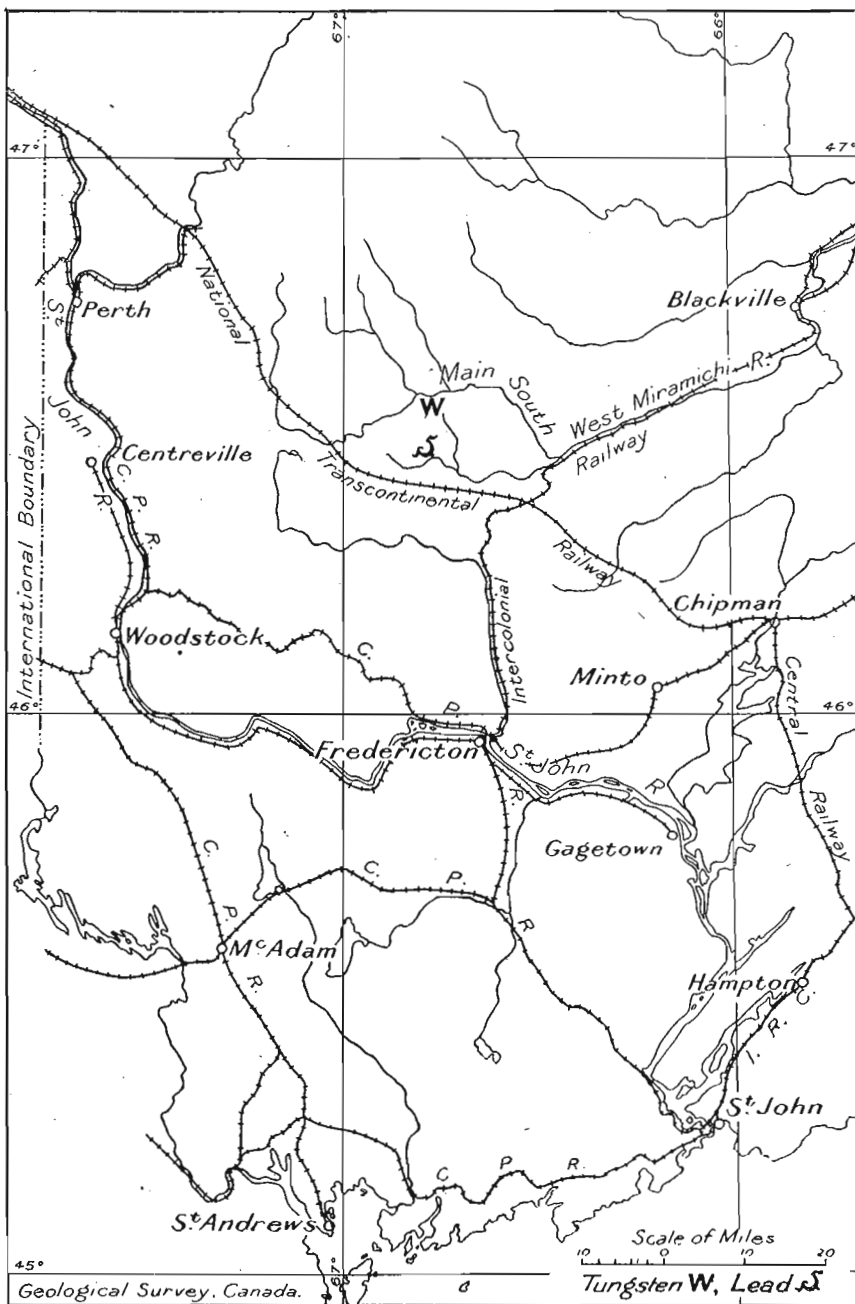 67°
66°
47°
47°
National
Perth
Blackville
St.
John
R.
Main
South
West Miramichi R.
Railway
W
Transcontinental
Railway
Centreville
C. P. R.
International Boundary
Woodstock
Intercolonial
Chipman
Minto
Central
Railway
46°
46°
C.
P.
R.
Fredericton
St. John
R
Gagetown
C.
P.
R.
C.
P.
R
McAdam
Hampton
I. R.
St. John
C P R.
St. Andrews
Scale of Miles
10 0 10 20
45°
67°
Geological Survey, Canada.
Tungsten W, Lead